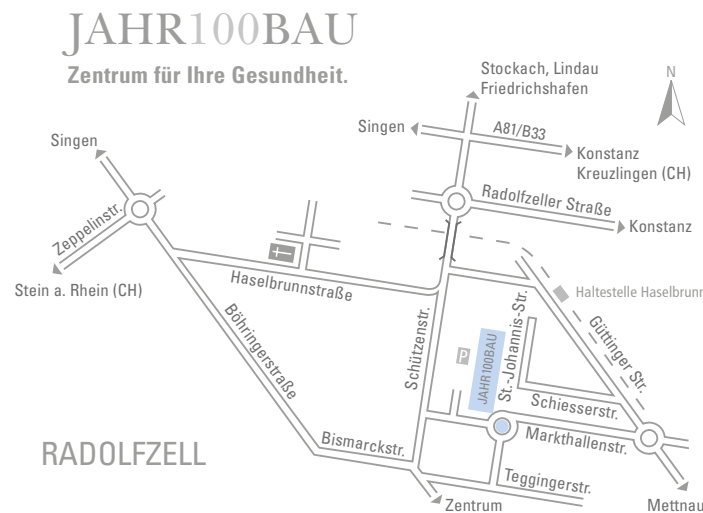 JAHR100BAU
Zentrum für Ihre Gesundheit.
Stockach, Lindau
Friedrichshafen
N
Singen
A81/B33
Singen
Konstanz
Kreuzlingen (CH)
Radolfzeller Straße
Konstanz
Zeppelinstr.
Stein a. Rhein (CH)
Haselbrunnstraße
Haltestelle Haselbrunn
Böhringerstraße
Schützenstr.
P
JAHR100BAU
St.-Johannis-Str.
Güttinger Str.
Schiesserstr.
Markthallenstr.
Bismarckstr.
RADOLFZELL
Teggingerstr.
Zentrum
Mettnau